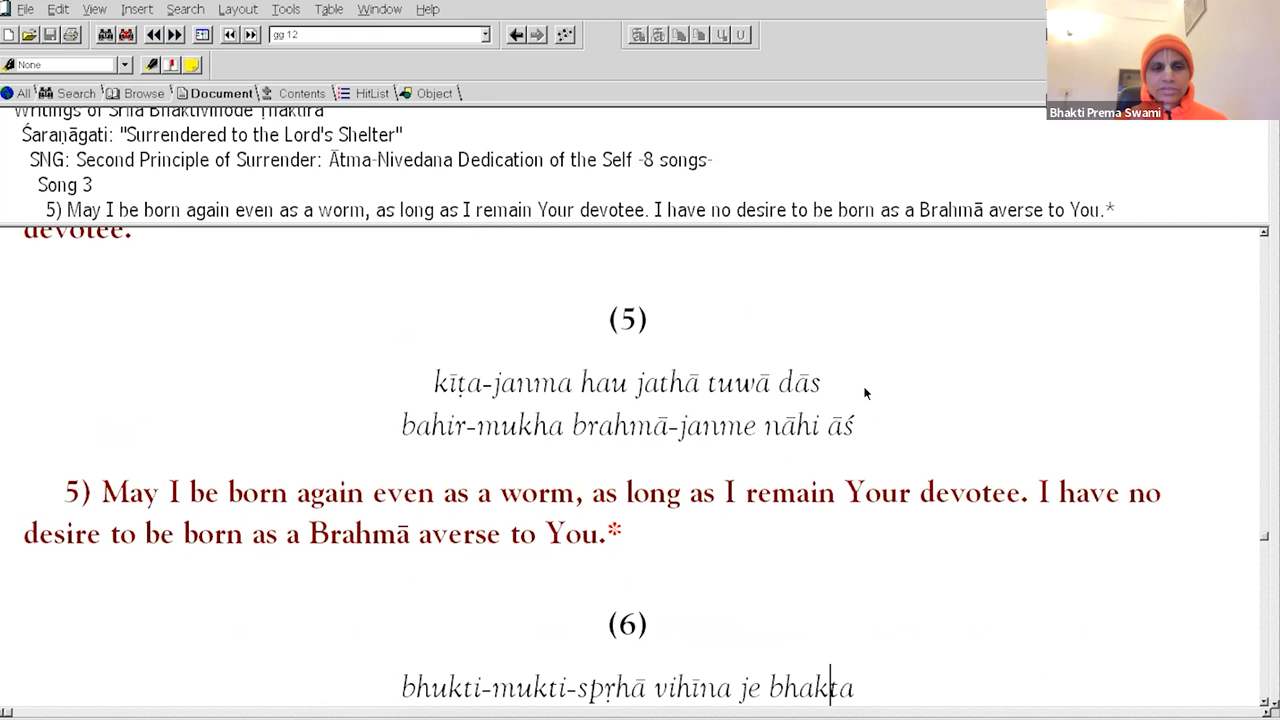 File Edit View Insert Search Layout Tools Table Window Help
gg 12
None
All Search Browse Document Contents HitList Object
Bhakti Prema Swami
Writings of Srila Bhaktivinode Ṭhākura
Śaraṇāgati: "Surrendered to the Lord's Shelter"
SNG: Second Principle of Surrender: Ātma-Nivedana Dedication of the Self -8 songs-
Song 3
5) May I be born again even as a worm, as long as I remain Your devotee. I have no desire to be born as a Brahmā averse to You.*
devotee.
(5)
kīṭa-janma hau jathā tuwā dās
bahir-mukha brahmā-janme nāhi āś
5) May I be born again even as a worm, as long as I remain Your devotee. I have no
desire to be born as a Brahmā averse to You.*
(6)
bhukti-mukti-spṛhā vihīna je bhakta